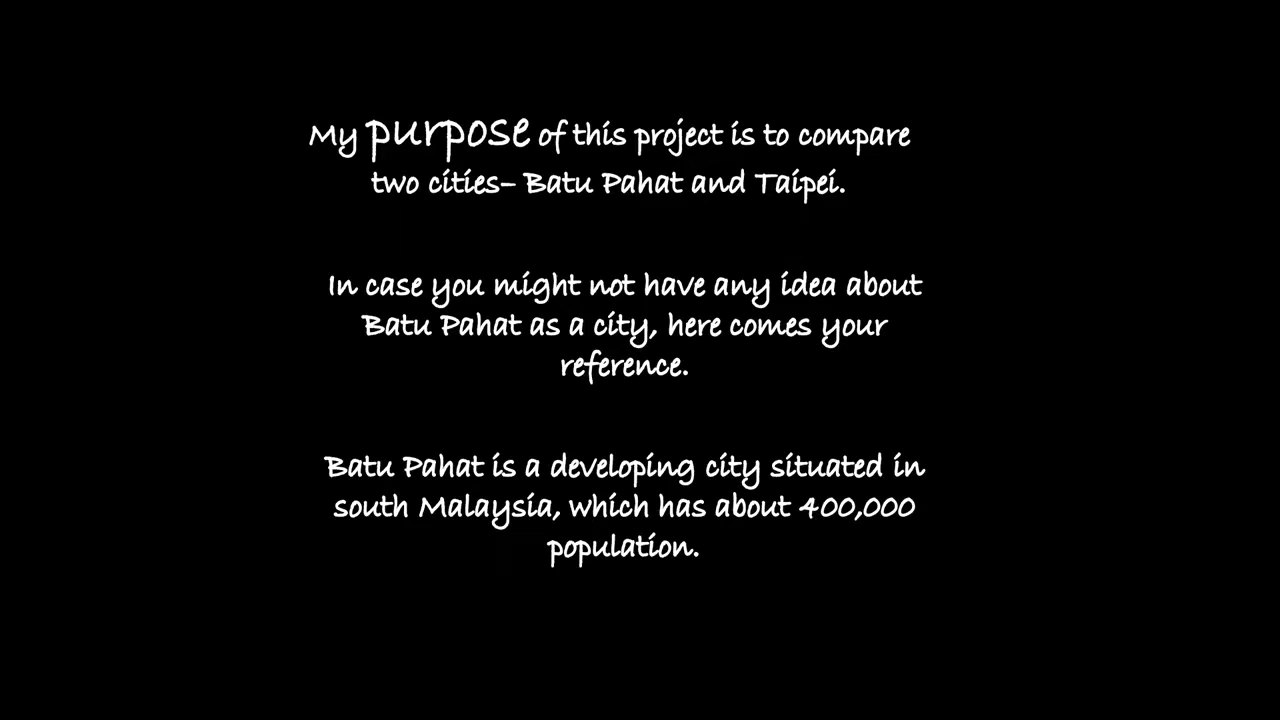 My purpose of this project is to compare
two cities– Batu Pahat and Taipei.
In case you might not have any idea about
Batu Pahat as a city, here comes your
reference.
Batu Pahat is a developing city situated in
south Malaysia, which has about 400,000
population.